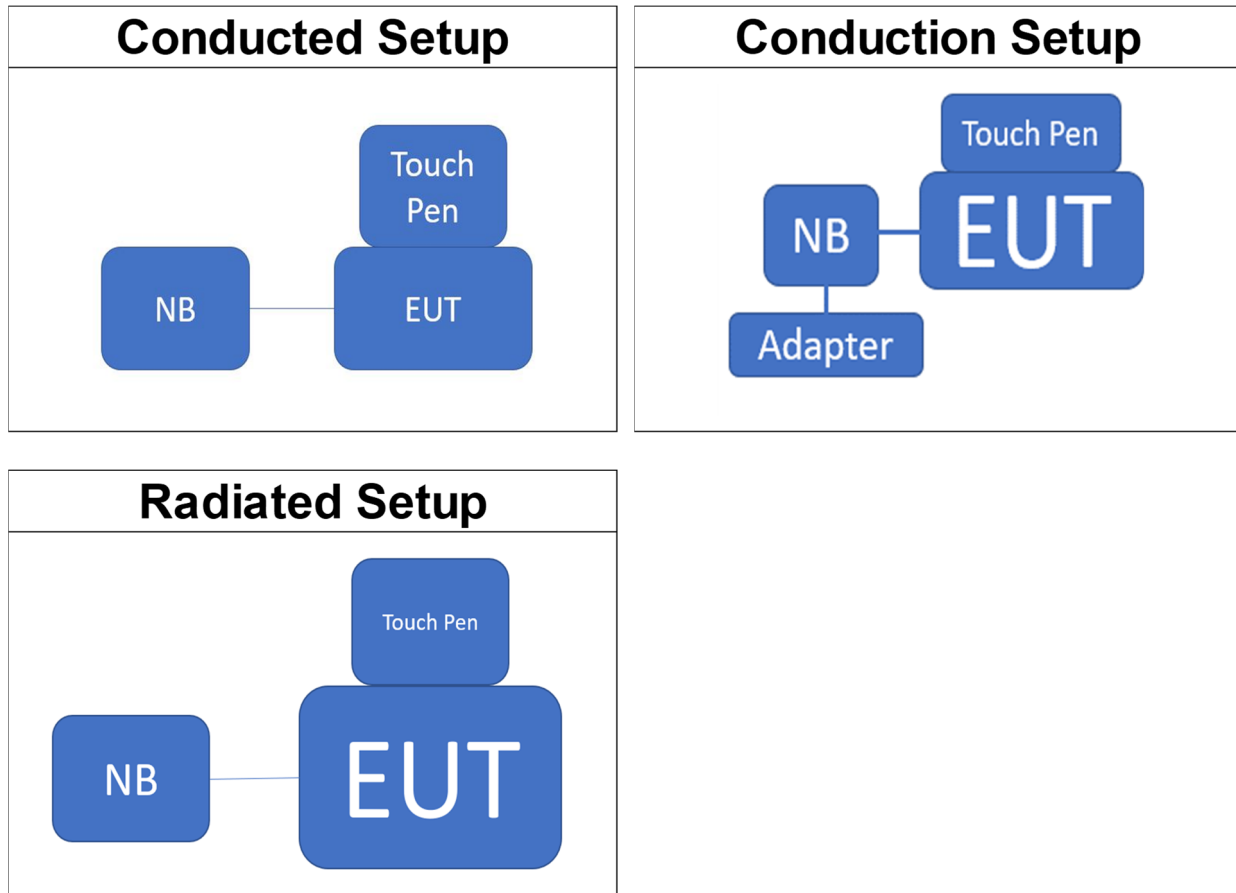 Conducted Setup
Touch
Pen
NB
EUT
Conduction Setup
Touch Pen
NB
EUT
Adapter
Radiated Setup
Touch Pen
NB
EUT